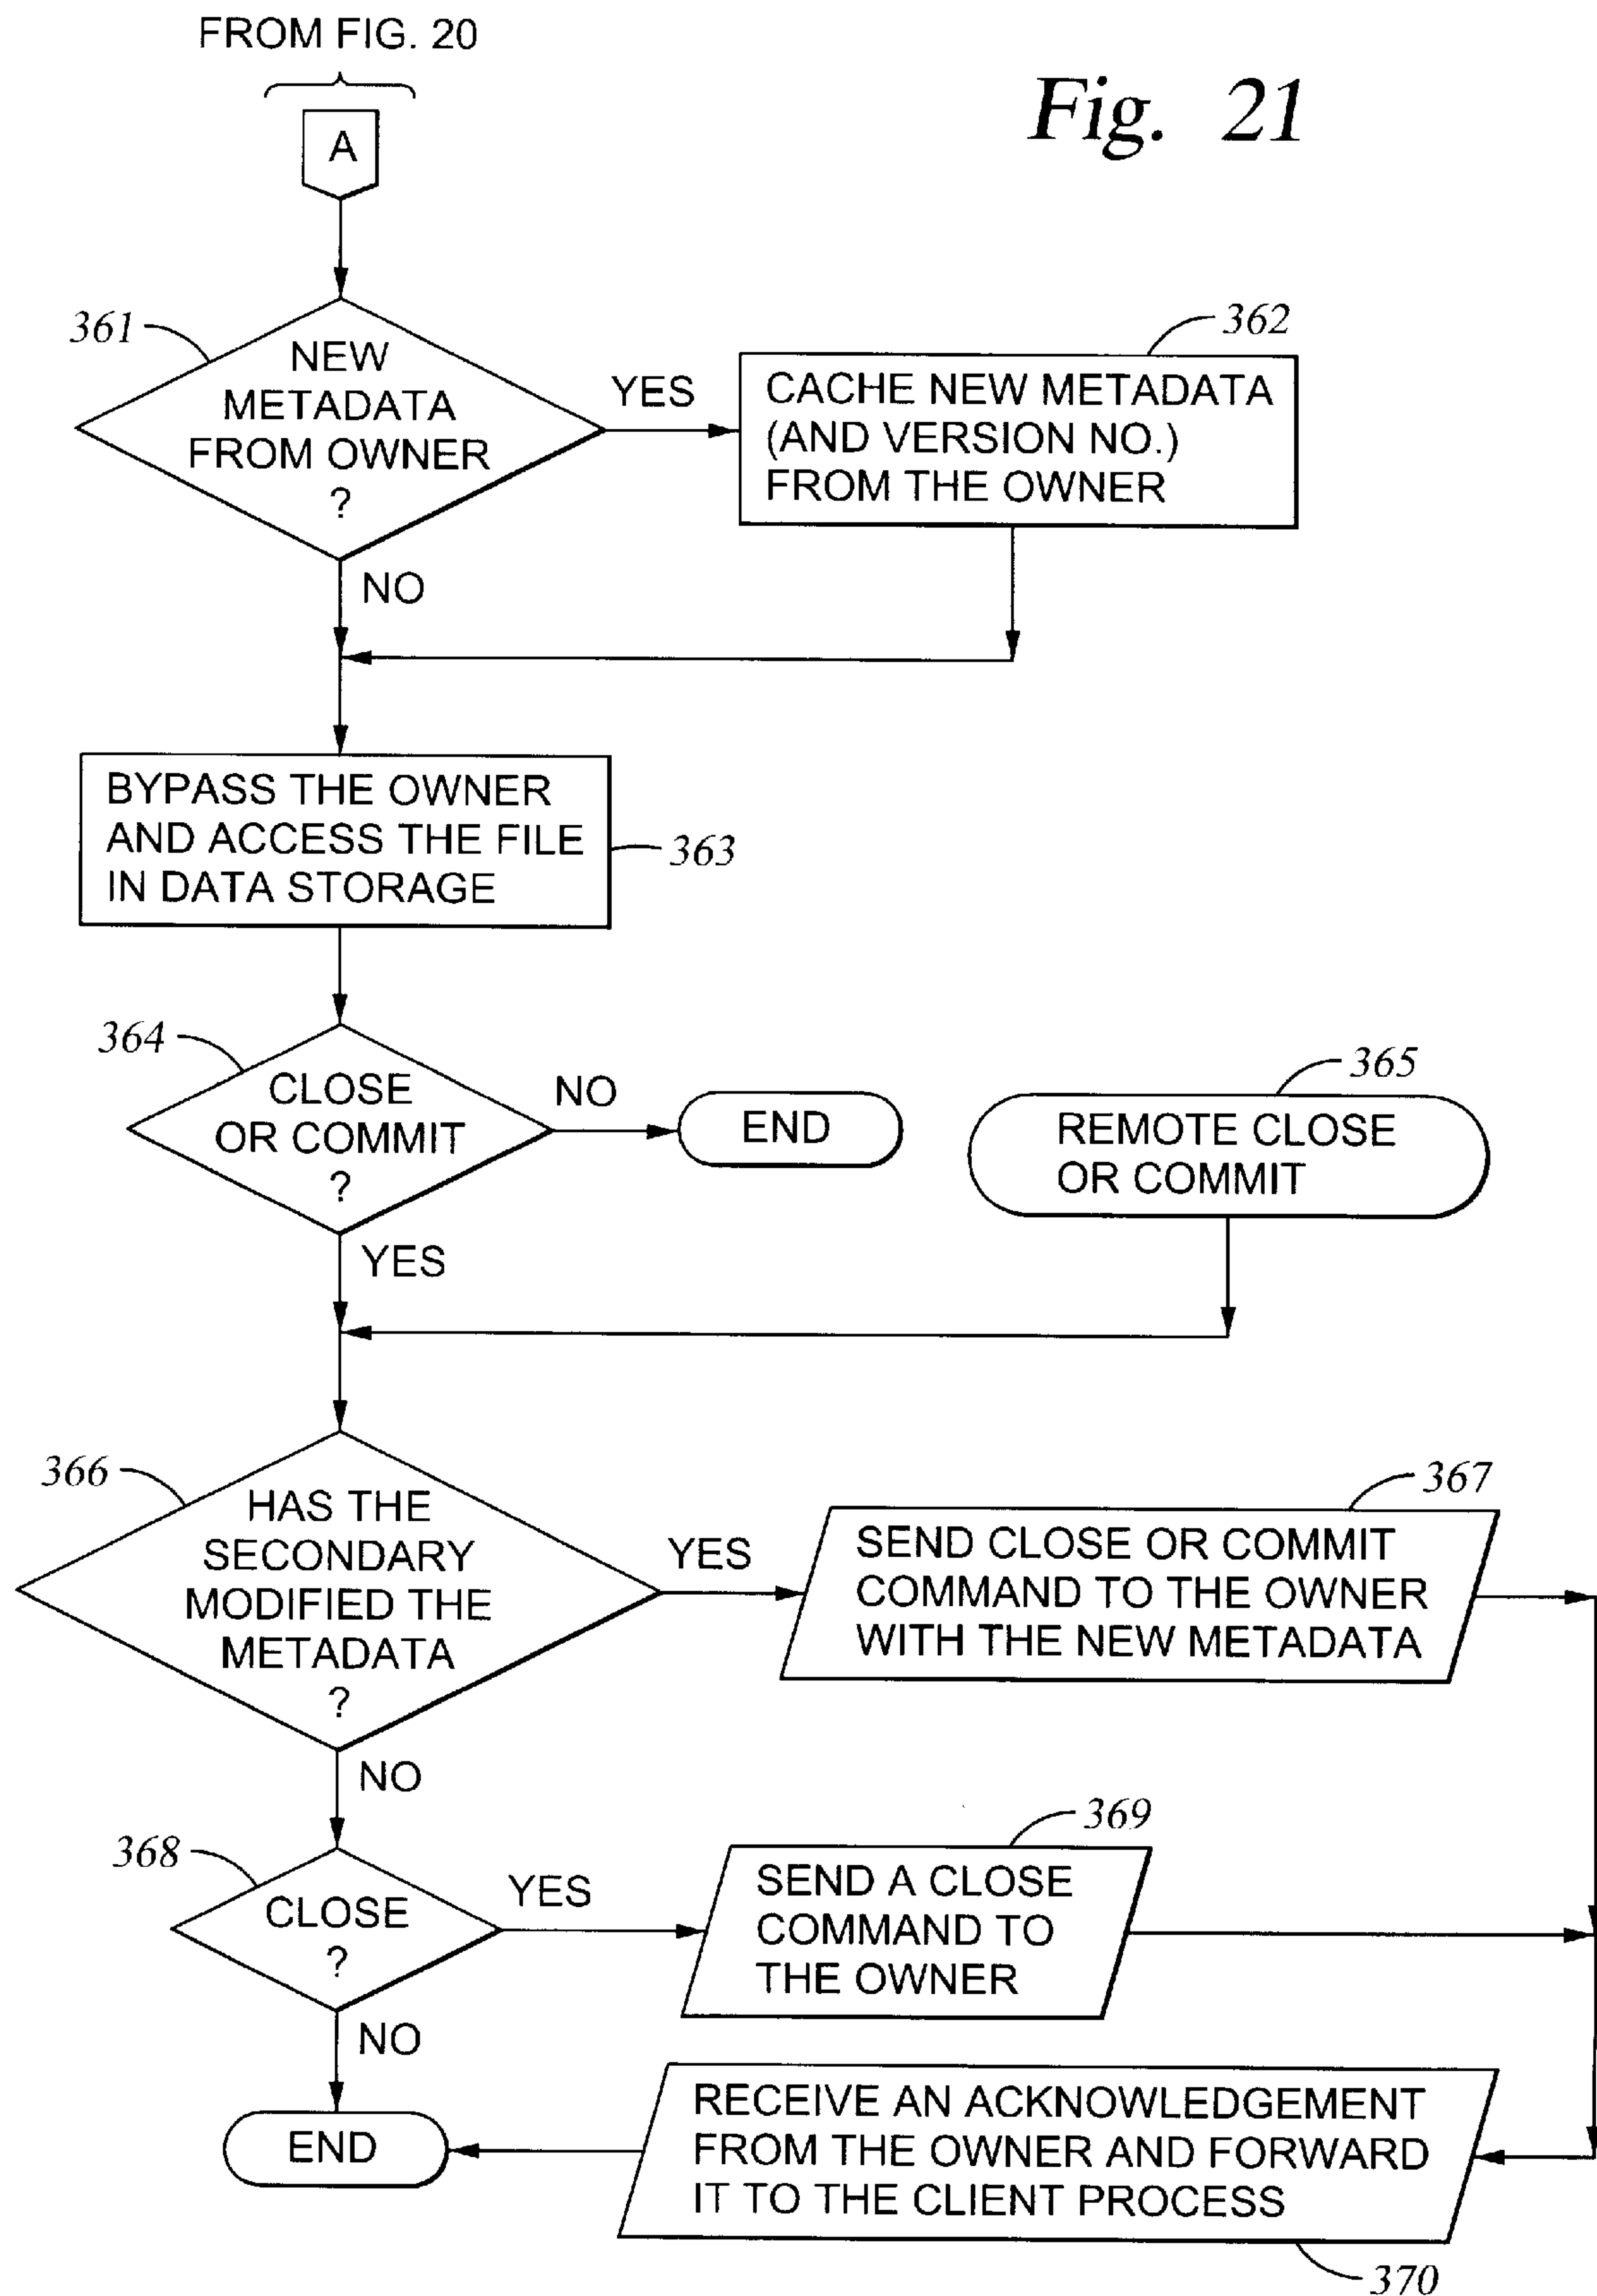 FROM FIG. 20
Fig. 21
A
361
NEW
METADATA
FROM OWNER
?
YES
362
CACHE NEW METADATA
(AND VERSION NO.)
FROM THE OWNER
NO
BYPASS THE OWNER
AND ACCESS THE FILE
IN DATA STORAGE
363
364
CLOSE
OR COMMIT
?
NO
END
365
REMOTE CLOSE
OR COMMIT
YES
366
HAS THE
SECONDARY
MODIFIED THE
METADATA
?
YES
367
SEND CLOSE OR COMMIT
COMMAND TO THE OWNER
WITH THE NEW METADATA
NO
368
CLOSE
?
YES
369
SEND A CLOSE
COMMAND TO
THE OWNER
NO
END
RECEIVE AN ACKNOWLEDGEMENT
FROM THE OWNER AND FORWARD
IT TO THE CLIENT PROCESS
370